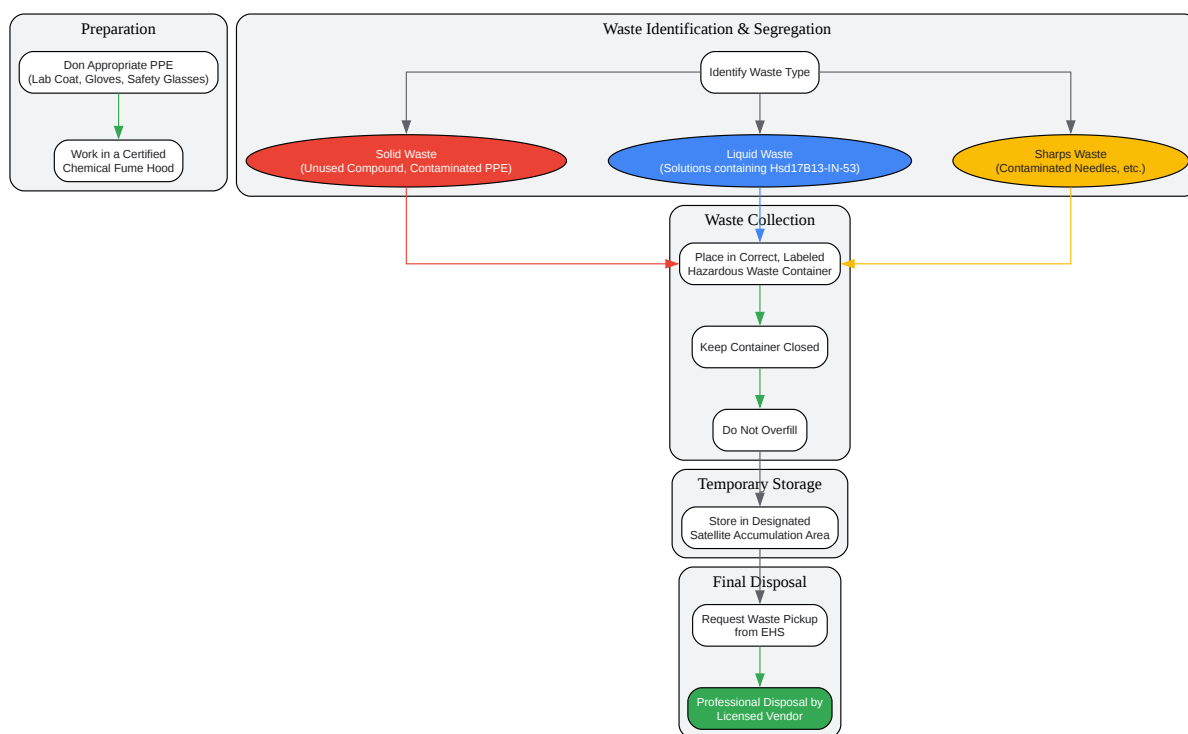 Preparation
Don Appropriate PPE
(Lab Coat, Gloves, Safety Glasses)
Work in a Certified
Chemical Fume Hood
Waste Identification & Segregation
Identify Waste Type
Solid Waste
(Unused Compound, Contaminated PPE)
Liquid Waste
(Solutions containing Hsd17B13-IN-53)
Sharps Waste
(Contaminated Needles, etc.)
Waste Collection
Place in Correct, Labeled
Hazardous Waste Container
Keep Container Closed
Do Not Overfill
Temporary Storage
Store in Designated
Satellite Accumulation Area
Final Disposal
Request Waste Pickup
from EHS
Professional Disposal by
Licensed Vendor